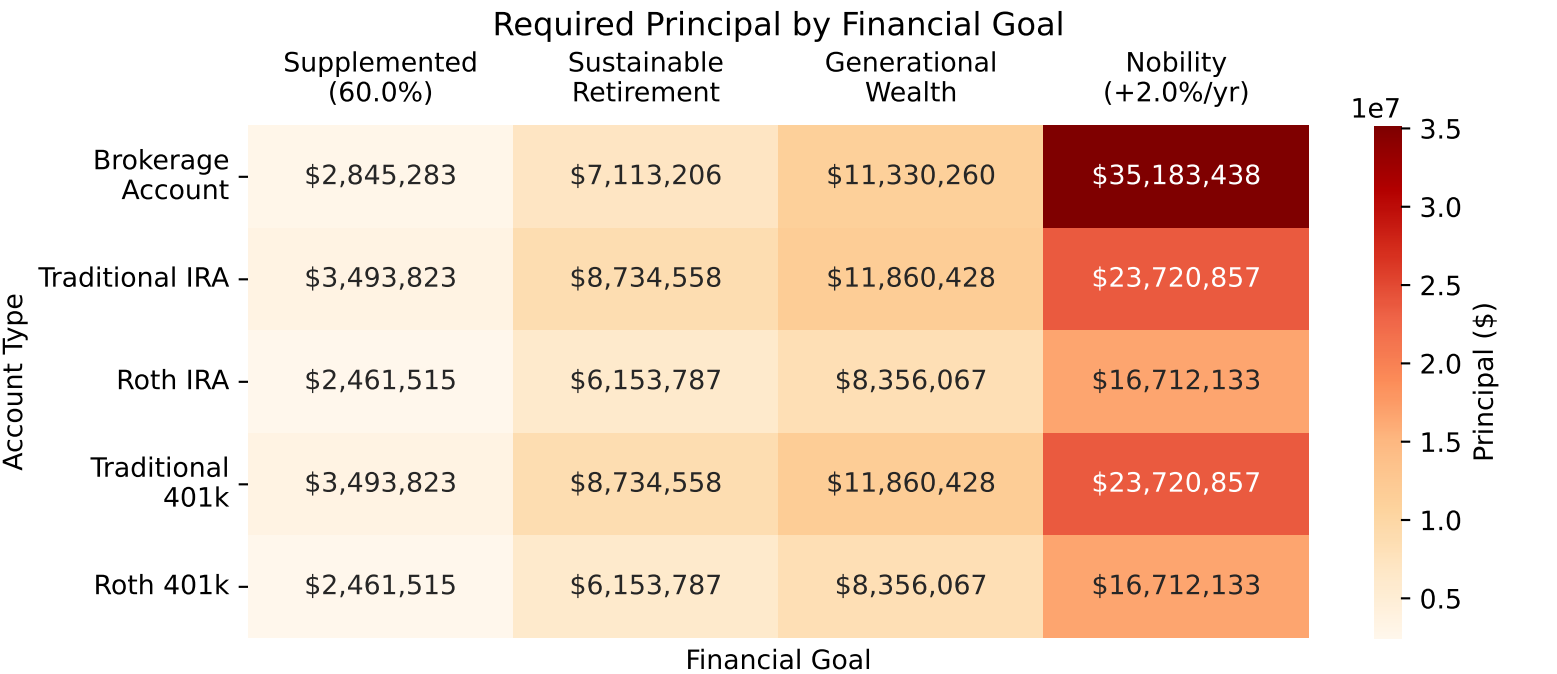 Required Principal by Financial Goal
Supplemented
(60.0%)
Sustainable
Retirement
Generational
Wealth
Nobility
(+2.0%/yr)
Account Type
Brokerage
Account
$2,845,283
$7,113,206
$11,330,260
$35,183,438
Traditional IRA
$3,493,823
$8,734,558
$11,860,428
$23,720,857
Roth IRA
$2,461,515
$6,153,787
$8,356,067
$16,712,133
Traditional
401k
$3,493,823
$8,734,558
$11,860,428
$23,720,857
Roth 401k
$2,461,515
$6,153,787
$8,356,067
$16,712,133
Financial Goal
1e7
3.5
3.0
2.5
2.0
1.5
1.0
0.5
Principal ($)